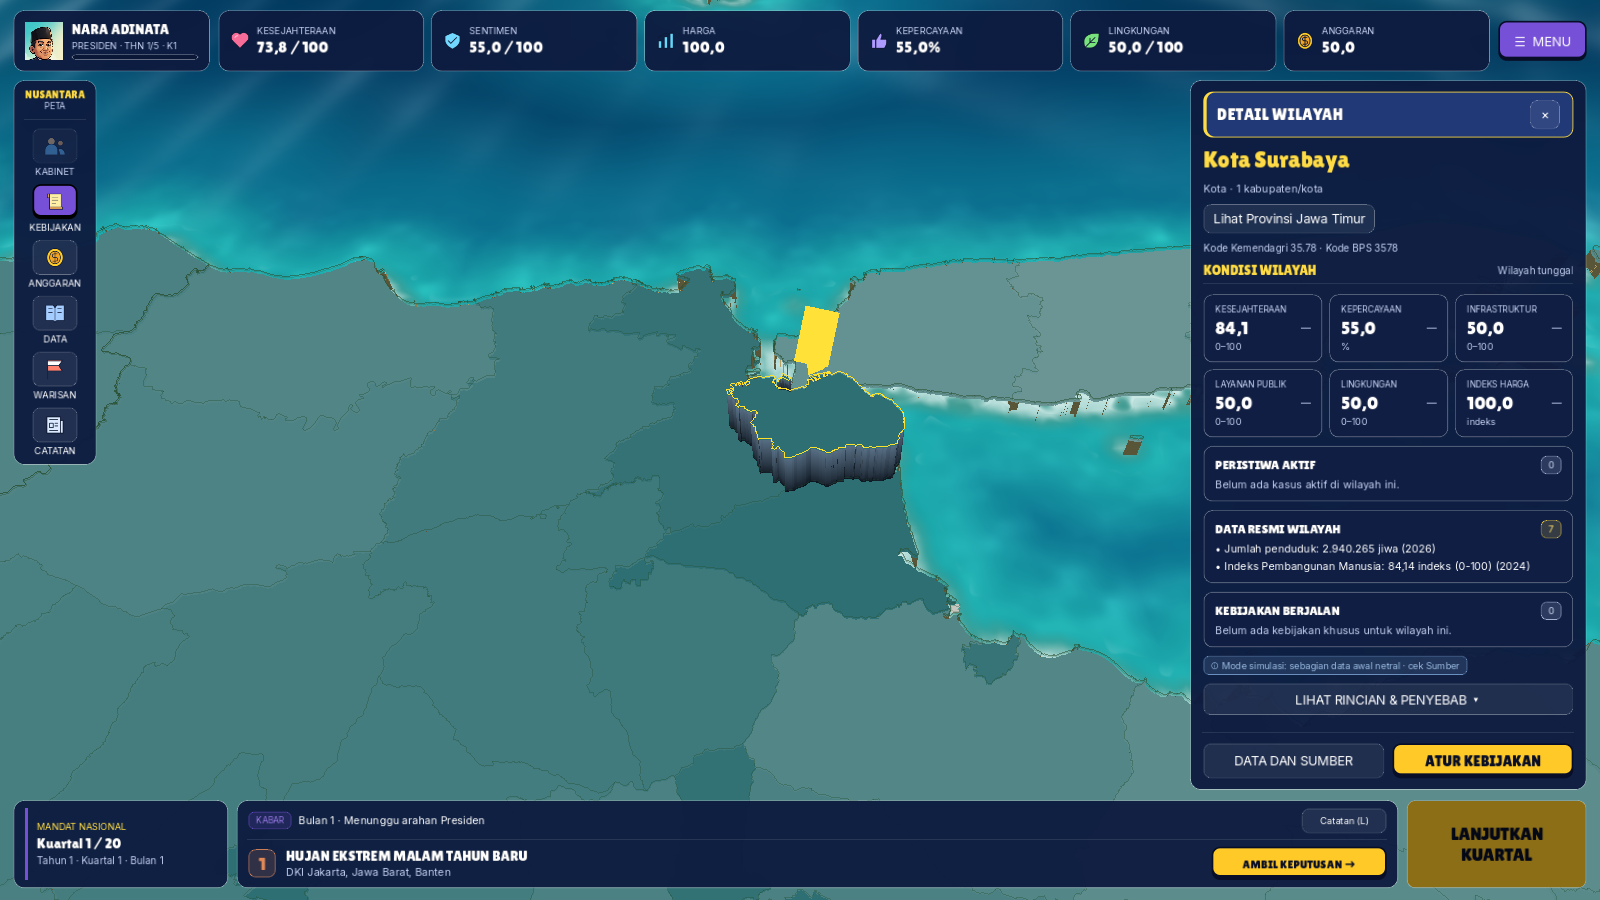 NARA ADINATA
PRESIDEN · THN 1/5 · K1
KESEJAHTERAAN
73,8 / 100
SENTIMEN
55,0 / 100
HARGA
100,0
KEPERCAYAAN
55,0%
LINGKUNGAN
50,0 / 100
ANGGARAN
50,0
☰ MENU
NUSANTARA
PETA
KABINET
KEBIJAKAN
ANGGARAN
DATA
WARISAN
CATATAN
DETAIL WILAYAH
×
Kota Surabaya
Kota · 1 kabupaten/kota
Lihat Provinsi Jawa Timur
Kode Kemendagri 35.78 · Kode BPS 3578
KONDISI WILAYAH
Wilayah tunggal
KESEJAHTERAAN
84,1 —
0–100
KEPERCAYAAN
55,0 —
%
INFRASTRUKTUR
50,0 —
0–100
LAYANAN PUBLIK
50,0 —
0–100
LINGKUNGAN
50,0 —
0–100
INDEKS HARGA
100,0 —
indeks
PERISTIWA AKTIF 0
Belum ada kasus aktif di wilayah ini.
DATA RESMI WILAYAH 7
• Jumlah penduduk: 2.940.265 jiwa (2026)
• Indeks Pembangunan Manusia: 84,14 indeks (0-100) (2024)
KEBIJAKAN BERJALAN 0
Belum ada kebijakan khusus untuk wilayah ini.
Mode simulasi: sebagian data awal netral · cek Sumber
LIHAT RINCIAN & PENYEBAB ▾
DATA DAN SUMBER
ATUR KEBIJAKAN
MANDAT NASIONAL
Kuartal 1 / 20
Tahun 1 · Kuartal 1 · Bulan 1
KABAR Bulan 1 · Menunggu arahan Presiden
Catatan (L)
1 HUJAN EKSTREM MALAM TAHUN BARU
DKI Jakarta, Jawa Barat, Banten
AMBIL KEPUTUSAN →
LANJUTKAN
KUARTAL